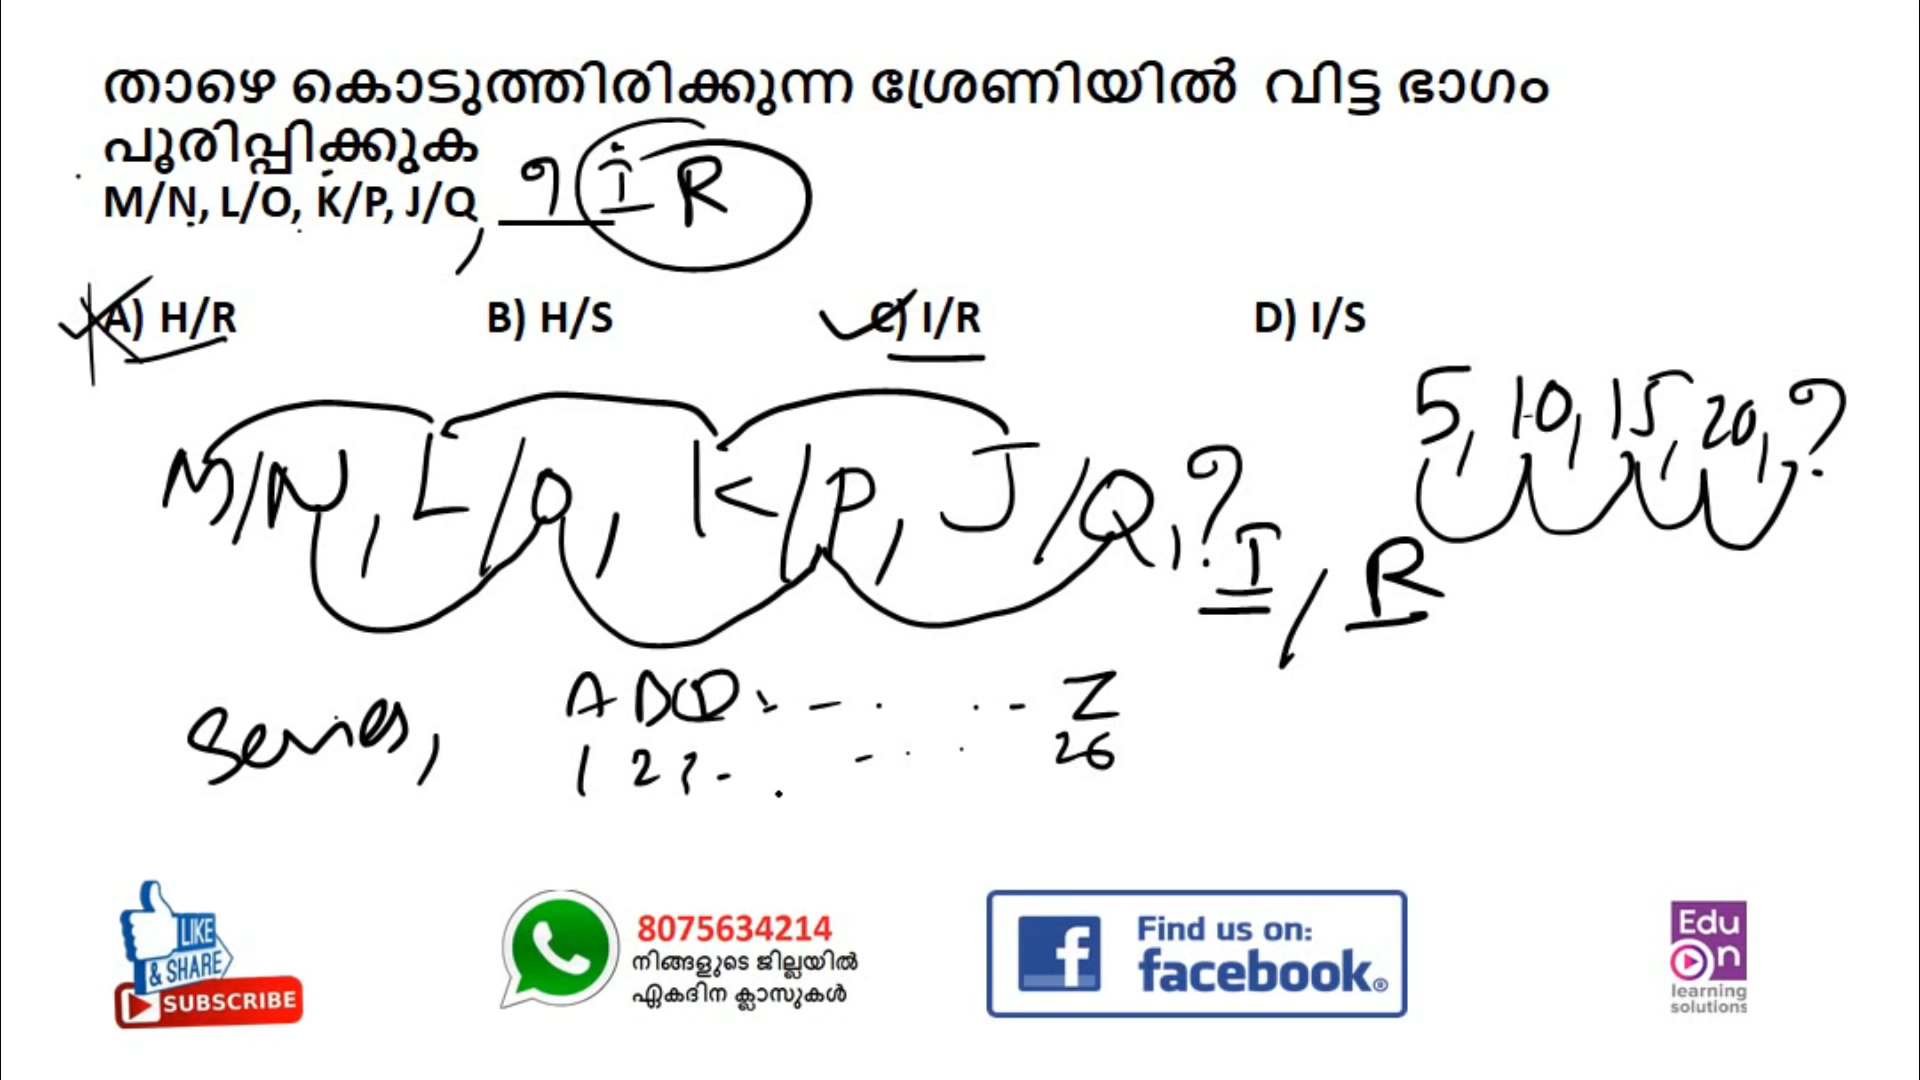 താഴെ കൊടുത്തിരിക്കുന്ന ശ്രേണിയിൽ വിട്ട ഭാഗം
പൂരിപ്പിക്കുക
M/N, L/O, K/P, J/Q, ____ ? I R
A) H/R B) H/S C) I/R D) I/S
5, 10, 15, 20, ?
M/N, L/O, K/P, J/Q, ? I / R
Series, A B C D - - . . . - Z
1 2 3 - . - . . . 26
LIKE
& SHARE
SUBSCRIBE
8075634214
നിങ്ങളുടെ ജില്ലയിൽ
ഏകദിന ക്ലാസുകൾ
Find us on:
facebook®
Edu
On
learning
solutions